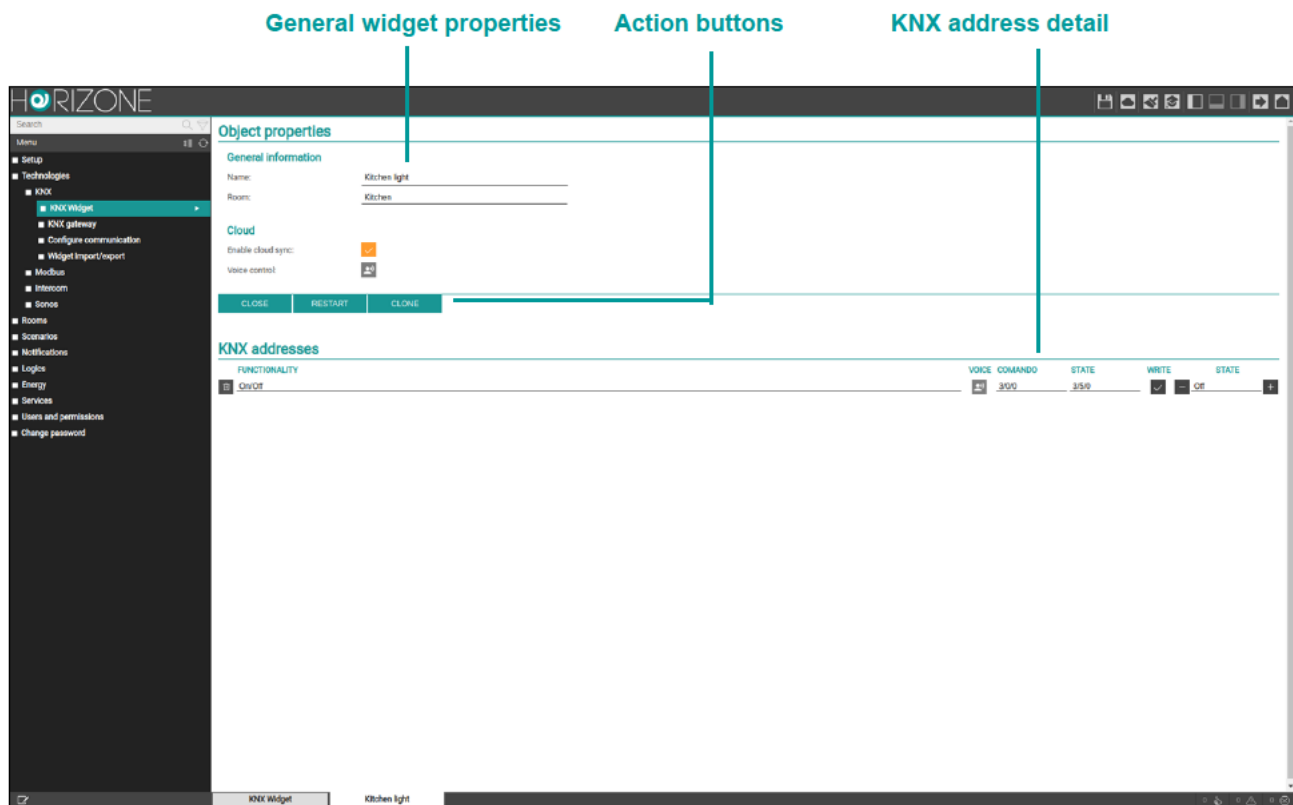 General widget properties Action buttons KNX address detail
HORIZONE
Search
Menu
Setup
Technologies
KNX
KNX Widget
KNX gateway
Configure communication
Widget Import/export
Modbus
Intercom
Sonos
Rooms
Scenarios
Notifications
Logics
Energy
Services
Users and permissions
Change password
Object properties
General information
Name: Kitchen light
Room: Kitchen
Cloud
Enable cloud sync:
Voice control:
CLOSE RESTART CLONE
KNX addresses
FUNCTIONALITY VOICE COMANDO STATE WRITE STATE
On/Off 3/0/0 3/5/0 Off
KNX Widget Kitchen light